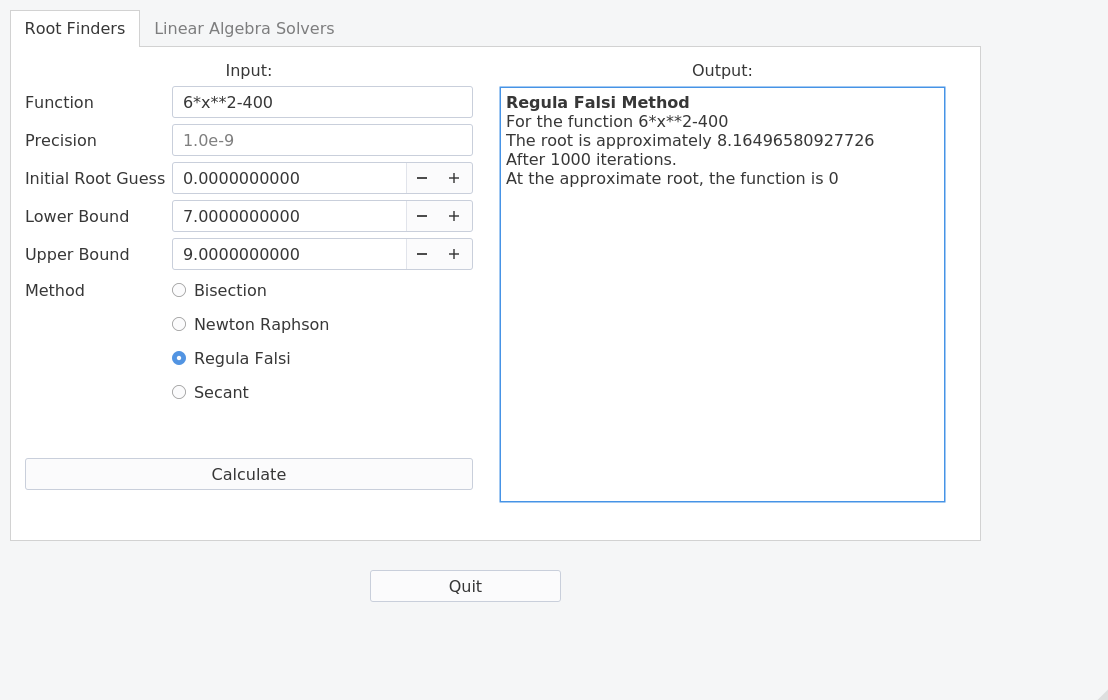 Root Finders
Linear Algebra Solvers
Input:
Function 6*x**2-400
Precision 1.0e-9
Initial Root Guess 0.0000000000 − +
Lower Bound 7.0000000000 − +
Upper Bound 9.0000000000 − +
Method
Bisection
Newton Raphson
Regula Falsi
Secant
Calculate
Output:
Regula Falsi Method
For the function 6*x**2-400
The root is approximately 8.16496580927726
After 1000 iterations.
At the approximate root, the function is 0
Quit